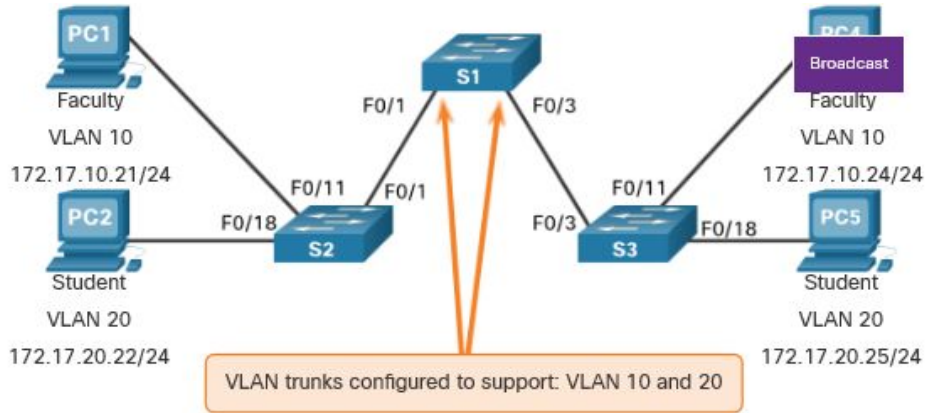 PC1
Faculty
VLAN 10
172.17.10.21/24
PC2
Student
VLAN 20
172.17.20.22/24
F0/11
F0/18
F0/1
S2
F0/1
S1
F0/3
F0/3
S3
F0/11
F0/18
PC4
Broadcast
Faculty
VLAN 10
172.17.10.24/24
PC5
Student
VLAN 20
172.17.20.25/24
VLAN trunks configured to support: VLAN 10 and 20